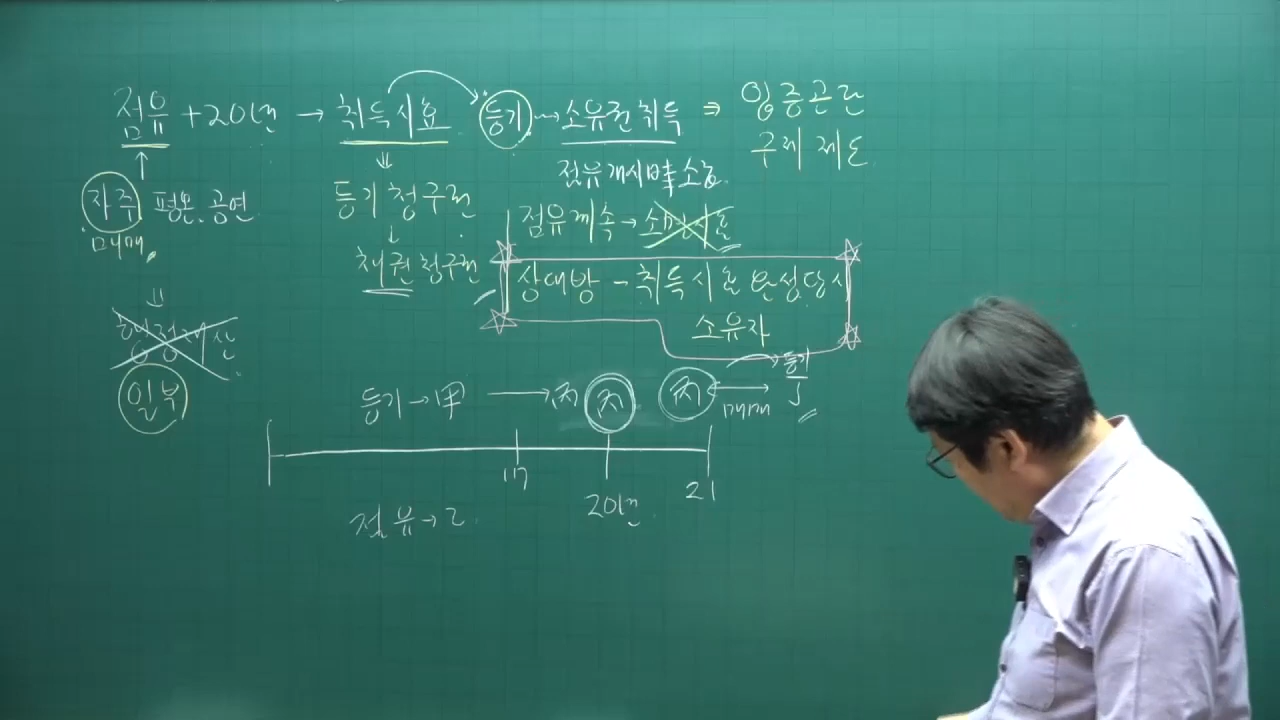 점유 +20년 → 취득시효 등기 → 소유권취득 ⇒ 입증곤란
구제 제도
점유개시時 소급.
자주 평온.공연
매매.
⇓
등기청구권
↓
채권청구권
점유계속→소멸시효
상대방 - 취득시효완성당시
소유자
행정재산
일부
등기→甲 → 丙 丙 丙 매매 등기 丁
17
20년
21
점유→乙